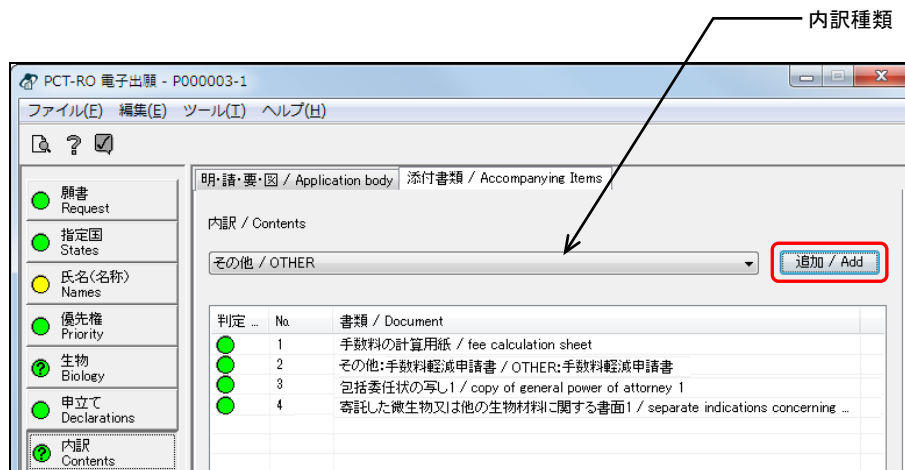 内訳種類
PCT-RO 電子出願 - P000003-1
ファイル(F) 編集(E) ツール(T) ヘルプ(H)
明・請・要・図 / Application body 添付書類 / Accompanying Items
願書
Request
指定国
States
氏名(名称)
Names
優先権
Priority
生物
Biology
申立て
Declarations
内訳
Contents
内訳 / Contents
その他 / OTHER 追加 / Add
判定 ... No. 書類 / Document
1 手数料の計算用紙 / fee calculation sheet
2 その他:手数料軽減申請書 / OTHER:手数料軽減申請書
3 包括委任状の写し1 / copy of general power of attorney 1
4 寄託した微生物又は他の生物材料に関する書面1 / separate indications concerning ...